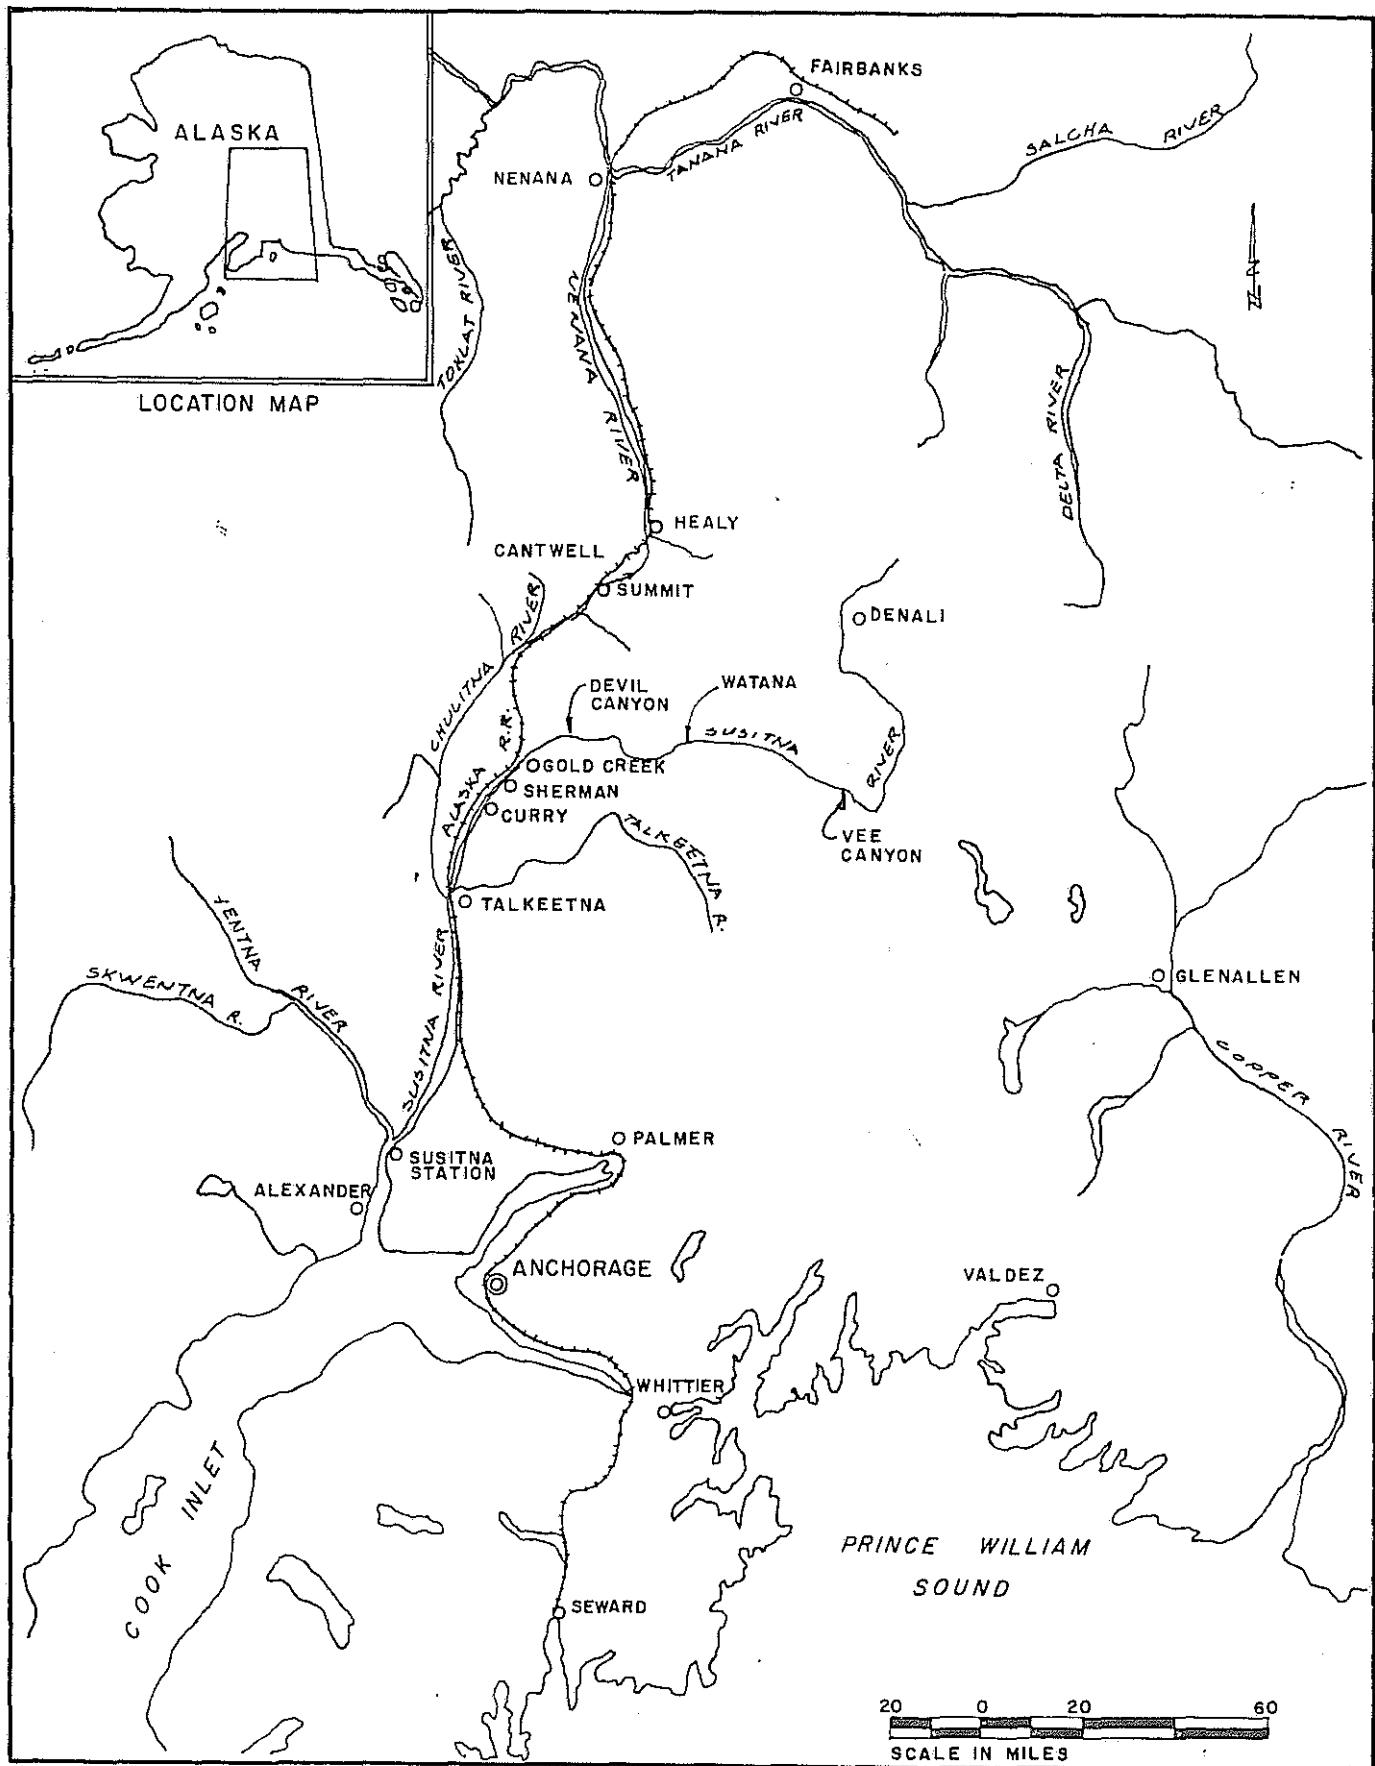 ALASKA
LOCATION MAP
FAIRBANKS
TANANA RIVER
SALCHA RIVER
NENANA
N
TOKLAT RIVER
NENANA RIVER
DELTA RIVER
HEALY
CANTWELL
SUMMIT
DENALI
CHULITNA RIVER
DEVIL
CANYON
WATANA
SUSITNA RIVER
ALASKA R.R.
GOLD CREEK
SHERMAN
CURRY
VEE
CANYON
TALKEETNA R.
TALKEETNA
YENTNA RIVER
SKWENTNA R.
SUSITNA RIVER
GLENALLEN
COPPER RIVER
PALMER
SUSITNA
STATION
ALEXANDER
ANCHORAGE
VALDEZ
WHITTIER
COOK INLET
PRINCE WILLIAM
SOUND
SEWARD
20 0 20 60
SCALE IN MILES